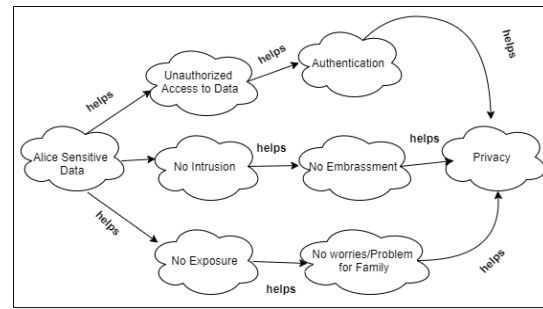 helps
helps
Authentication
Unauthorized
Access to Data
helps
helps
helps
Alice Sensitive
Data
No Intrusion
No Embrassment
Privacy
helps
No Exposure
No worries/Problem
for Family
helps
helps